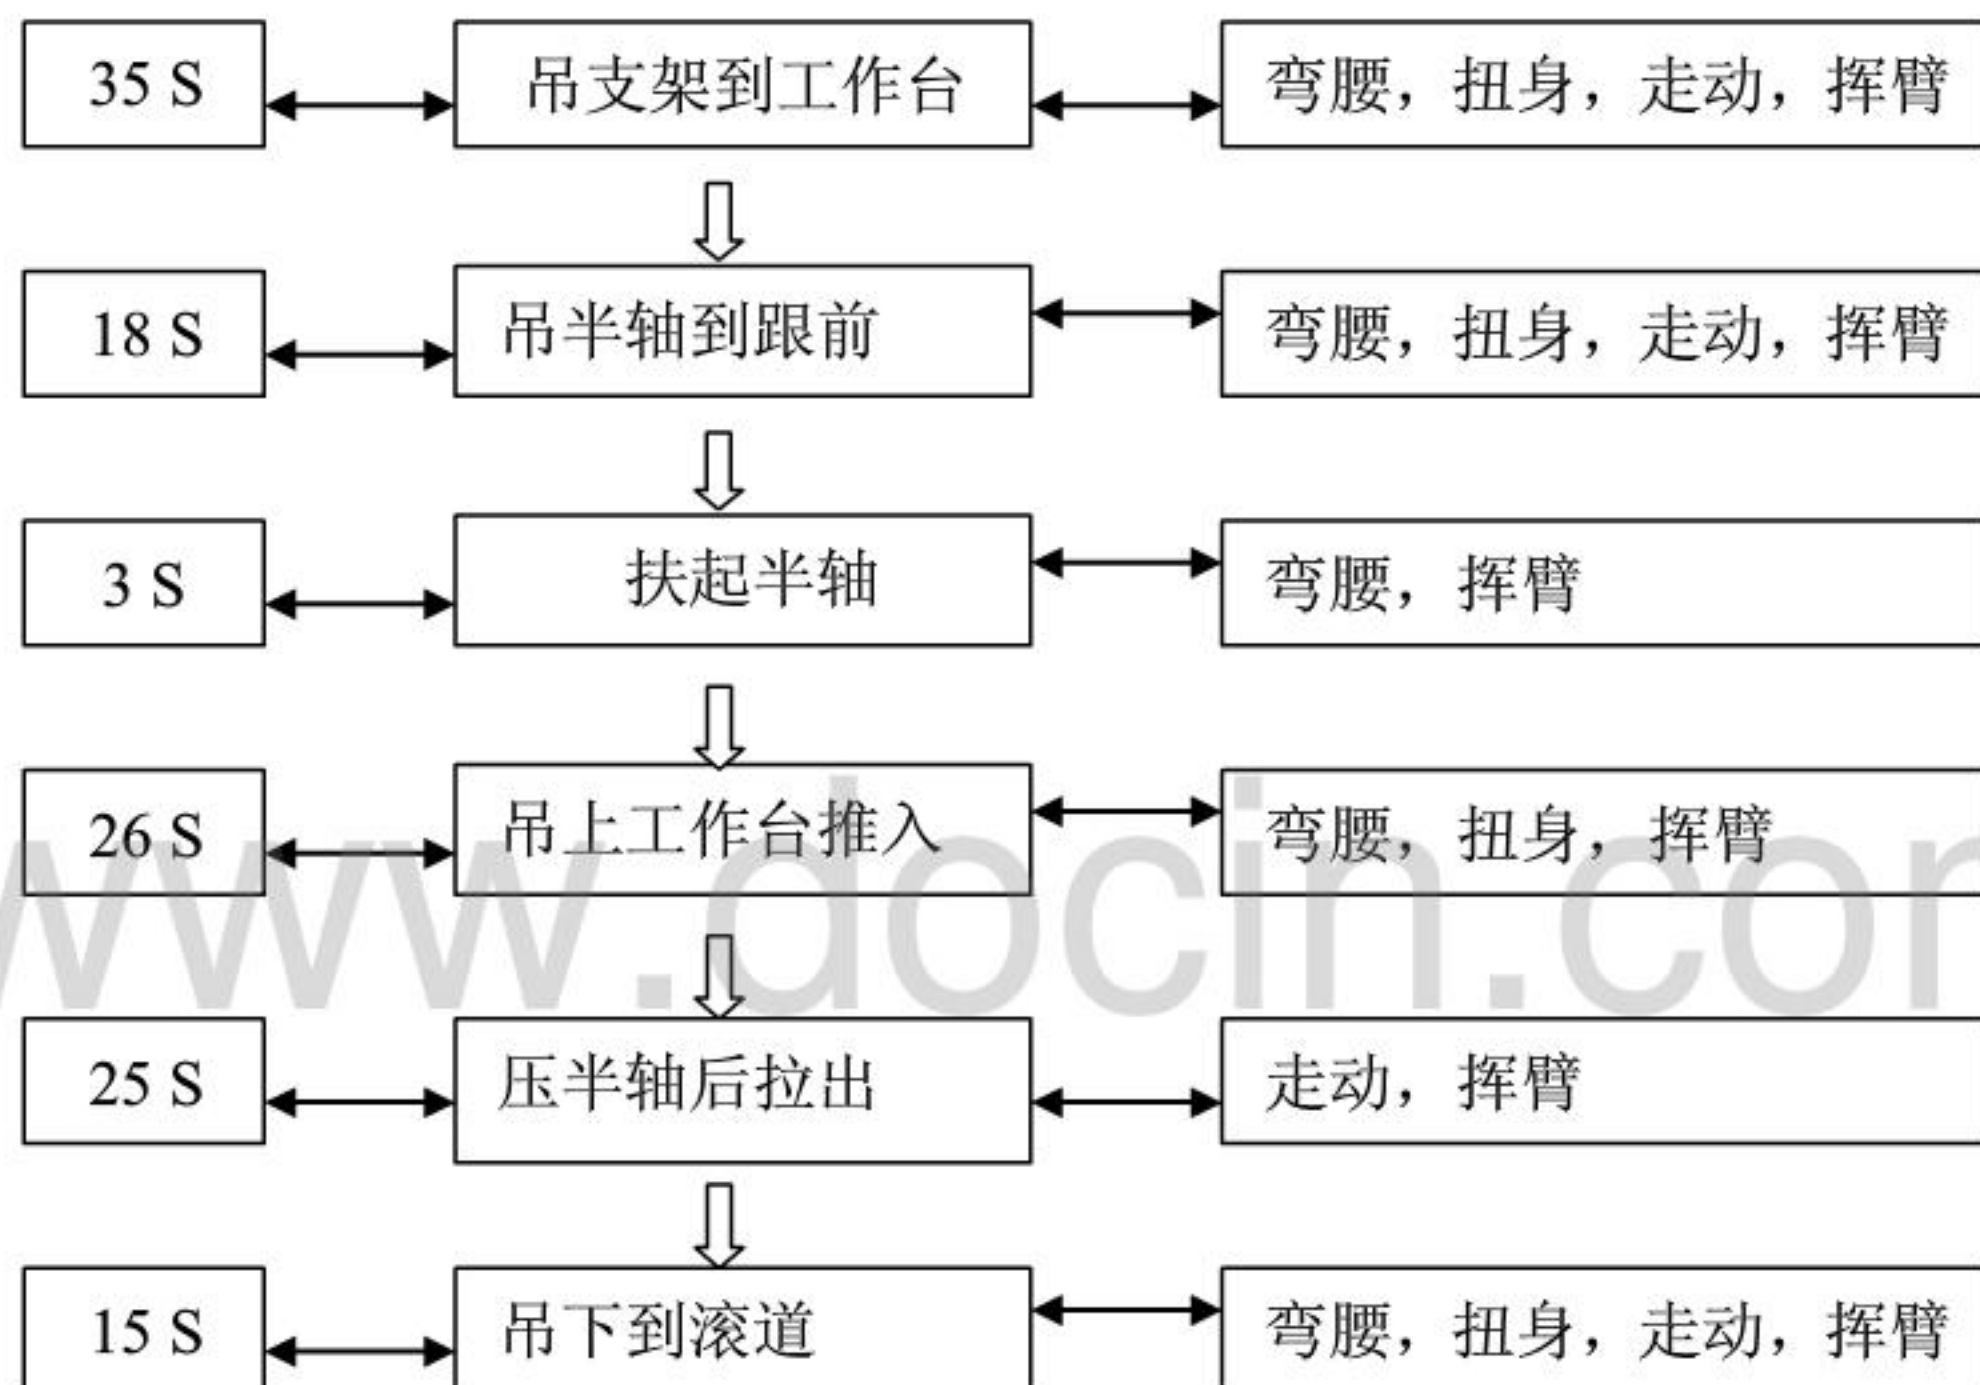 35 S 吊支架到工作台 弯腰，扭身，走动，挥臂
18 S 吊半轴到跟前 弯腰，扭身，走动，挥臂
3 S 扶起半轴 弯腰，挥臂
26 S 吊上工作台推入 弯腰，扭身，挥臂
www.docin.com
25 S 压半轴后拉出 走动，挥臂
15 S 吊下到滚道 弯腰，扭身，走动，挥臂